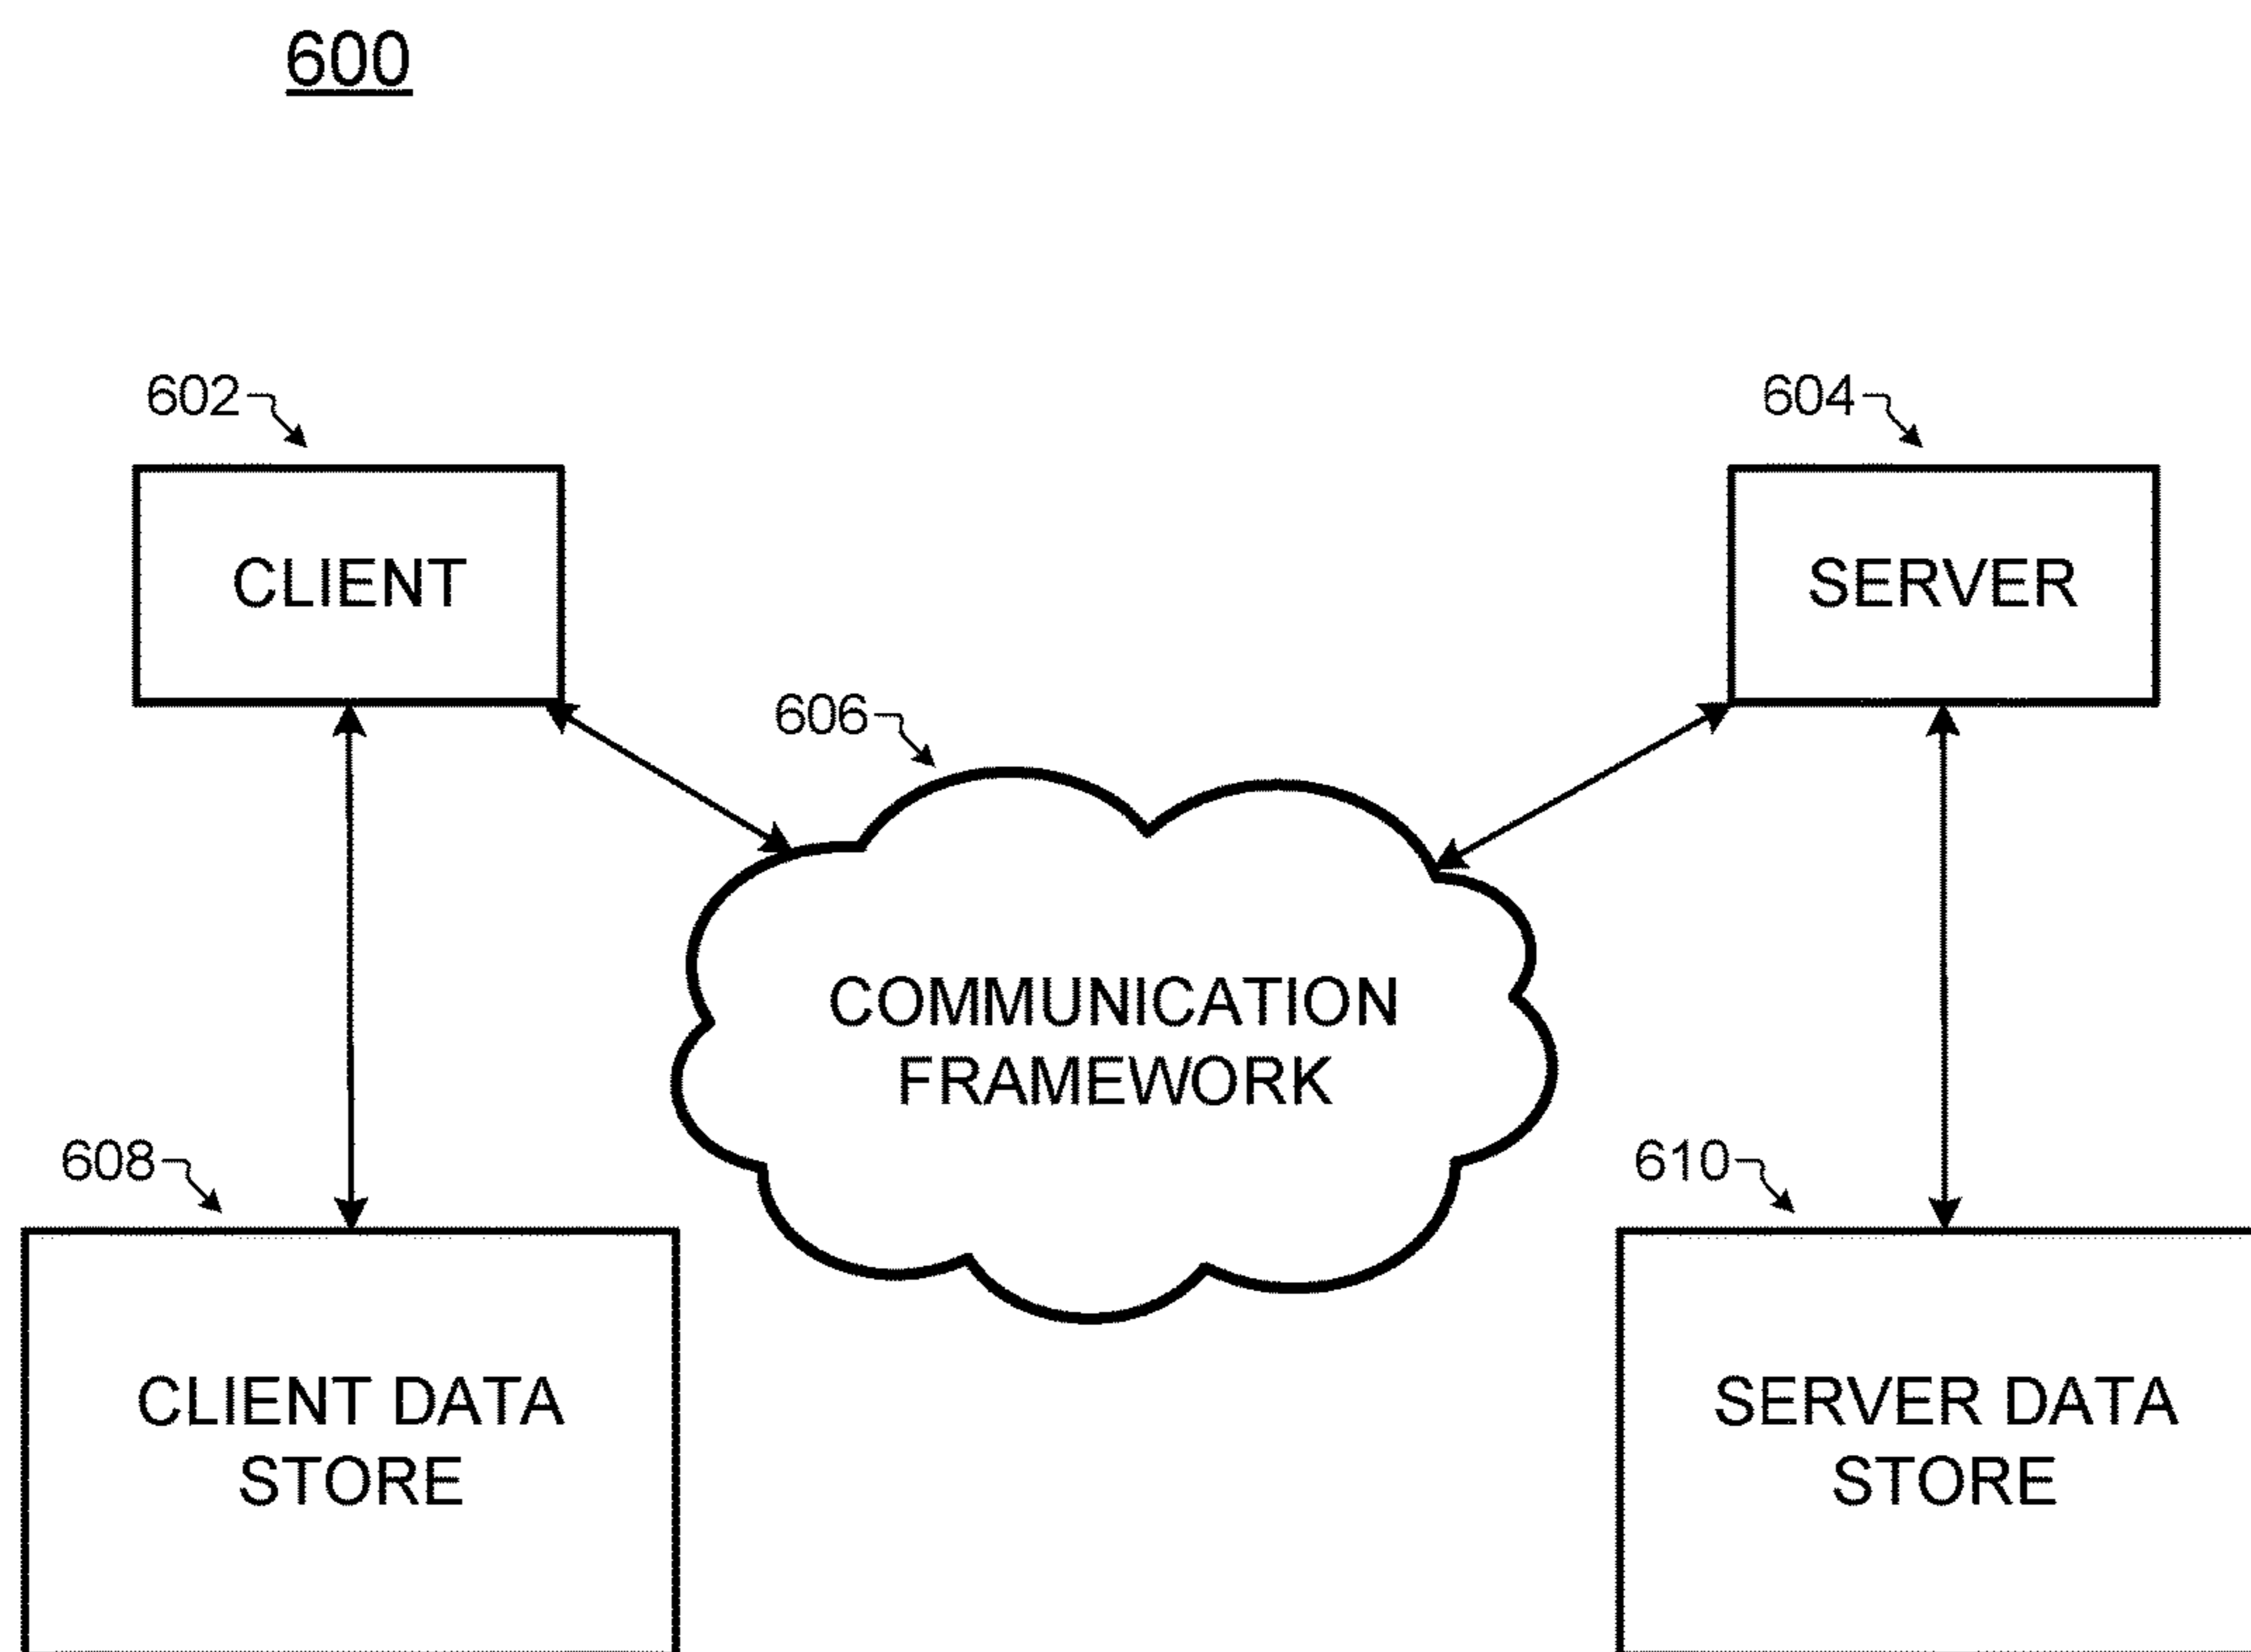 600
602
604
CLIENT
SERVER
606
COMMUNICATION
FRAMEWORK
608
610
CLIENT DATA
STORE
SERVER DATA
STORE